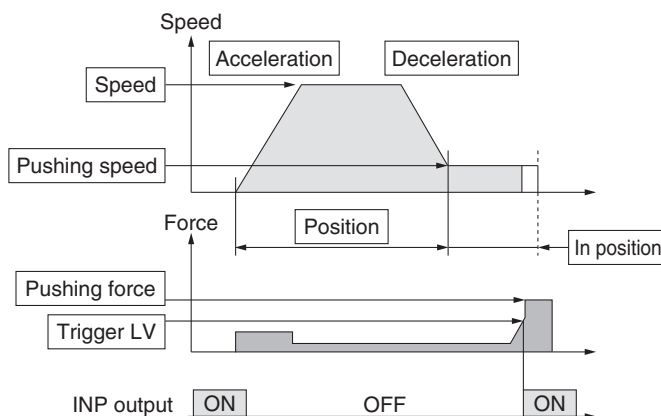 Speed
Acceleration
Deceleration
Speed
Pushing speed
Force
Position
In position
Pushing force
Trigger LV
INP output
ON
OFF
ON